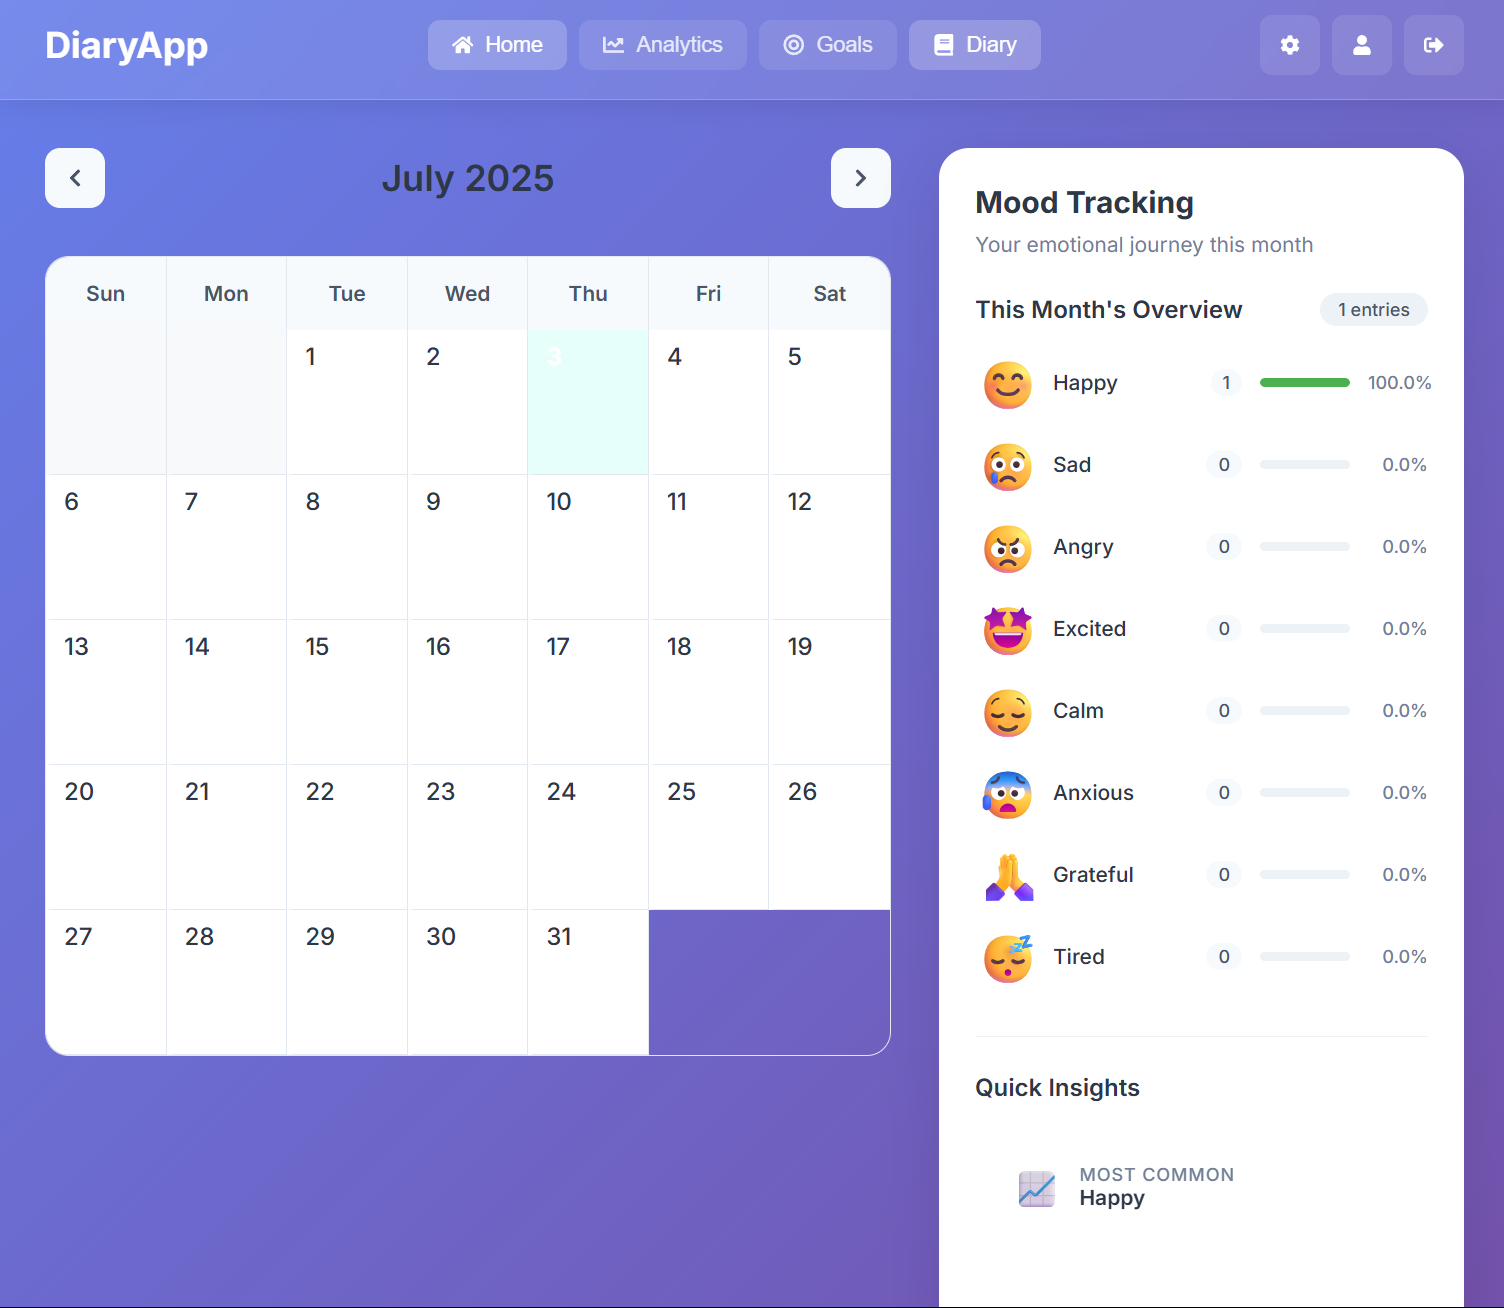 DiaryApp
Home
Analytics
Goals
Diary
July 2025
Sun Mon Tue Wed Thu Fri Sat
1 2 3 4 5
6 7 8 9 10 11 12
13 14 15 16 17 18 19
20 21 22 23 24 25 26
27 28 29 30 31
Mood Tracking
Your emotional journey this month
This Month's Overview 1 entries
Happy 1 100.0%
Sad 0 0.0%
Angry 0 0.0%
Excited 0 0.0%
Calm 0 0.0%
Anxious 0 0.0%
Grateful 0 0.0%
Tired 0 0.0%
Quick Insights
MOST COMMON
Happy